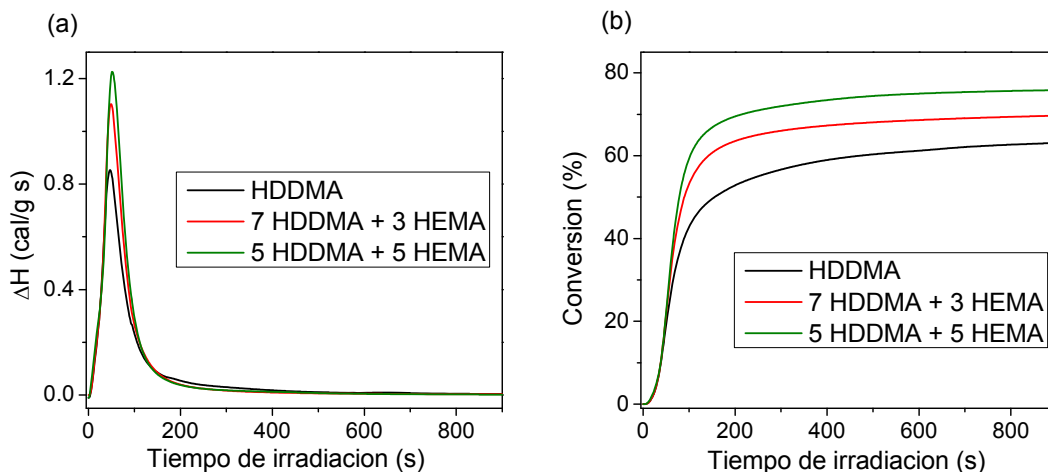 (a)
ΔH (cal/g s)
1.2
0.8
0.4
0.0
HDDMA
7 HDDMA + 3 HEMA
5 HDDMA + 5 HEMA
0 200 400 600 800
Tiempo de irradiacion (s)
(b)
Conversion (%)
80
60
40
20
0
HDDMA
7 HDDMA + 3 HEMA
5 HDDMA + 5 HEMA
0 200 400 600 800
Tiempo de irradiacion (s)